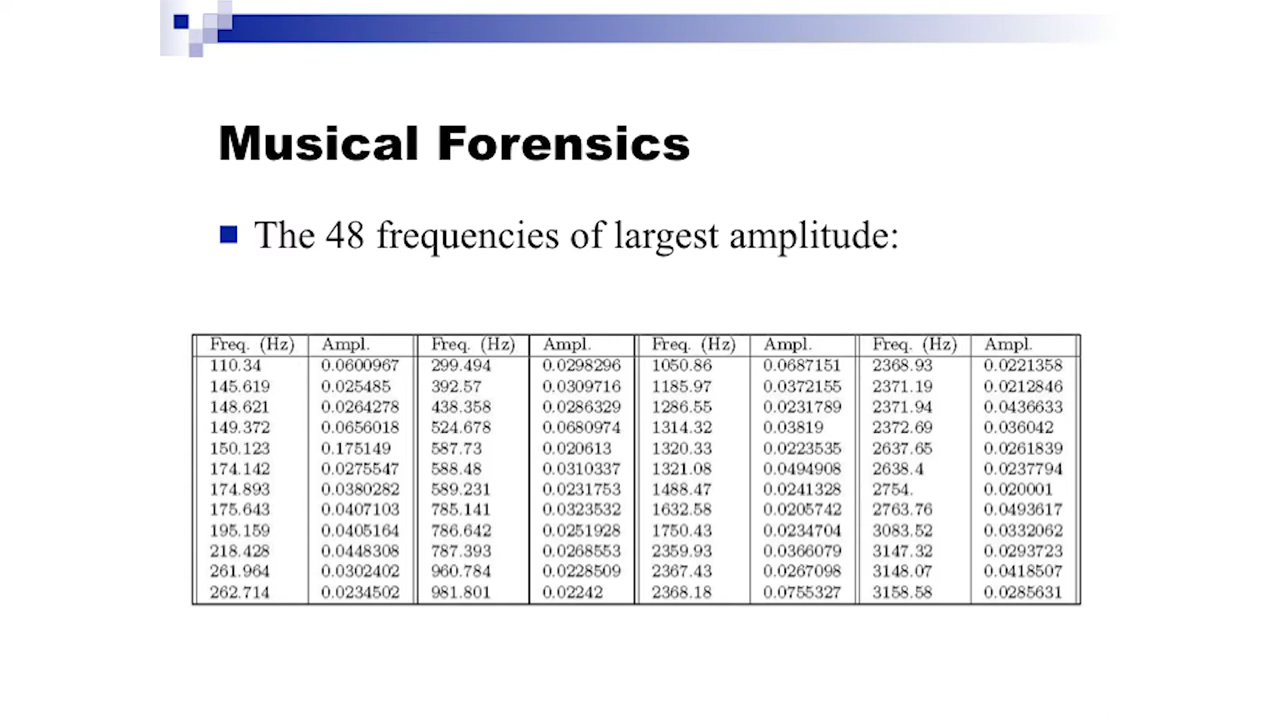 Musical Forensics
The 48 frequencies of largest amplitude:
Freq. (Hz) Ampl. Freq. (Hz) Ampl. Freq. (Hz) Ampl. Freq. (Hz) Ampl.
110.34 0.0600967 299.494 0.0298296 1050.86 0.0687151 2368.93 0.0221358
145.619 0.025485 392.57 0.0309716 1185.97 0.0372155 2371.19 0.0212846
148.621 0.0264278 438.358 0.0286329 1286.55 0.0231789 2371.94 0.0436633
149.372 0.0656018 524.678 0.0680974 1314.32 0.03819 2372.69 0.036042
150.123 0.175149 587.73 0.020613 1320.33 0.0223535 2637.65 0.0261839
174.142 0.0275547 588.48 0.0310337 1321.08 0.0494908 2638.4 0.0237794
174.893 0.0380282 589.231 0.0231753 1488.47 0.0241328 2754. 0.020001
175.643 0.0407103 785.141 0.0323532 1632.58 0.0205742 2763.76 0.0493617
195.159 0.0405164 786.642 0.0251928 1750.43 0.0234704 3083.52 0.0332062
218.428 0.0448308 787.393 0.0268553 2359.93 0.0366079 3147.32 0.0293723
261.964 0.0302402 960.784 0.0228509 2367.43 0.0267098 3148.07 0.0418507
262.714 0.0234502 981.801 0.02242 2368.18 0.0755327 3158.58 0.0285631